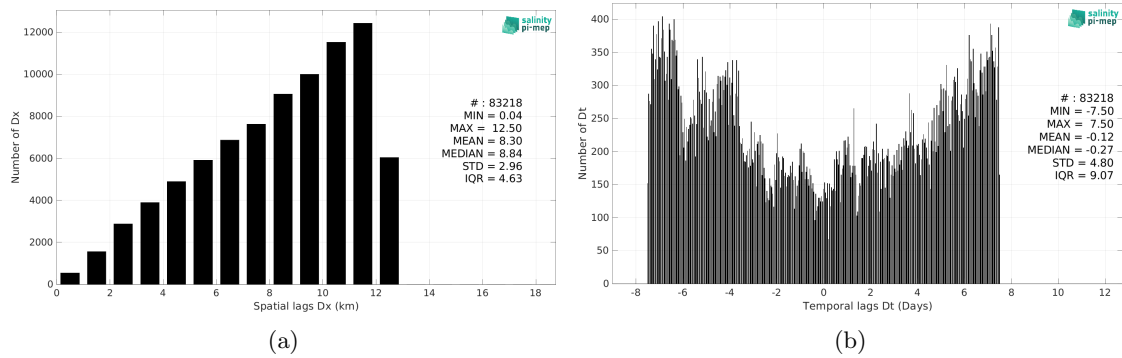 12000
10000
8000
6000
4000
2000
0
Number of Dx
0 2 4 6 8 10 12 14 16 18
Spatial lags Dx (km)
salinity
pi-mep
# : 83218
MIN = 0.04
MAX = 12.50
MEAN = 8.30
MEDIAN = 8.84
STD = 2.96
IQR = 4.63
(a)
400
350
300
250
200
150
100
50
0
Number of Dt
-8 -6 -4 -2 0 2 4 6 8 10 12
Temporal lags Dt (Days)
salinity
pi-mep
# : 83218
MIN = -7.50
MAX = 7.50
MEAN = -0.12
MEDIAN = -0.27
STD = 4.80
IQR = 9.07
(b)